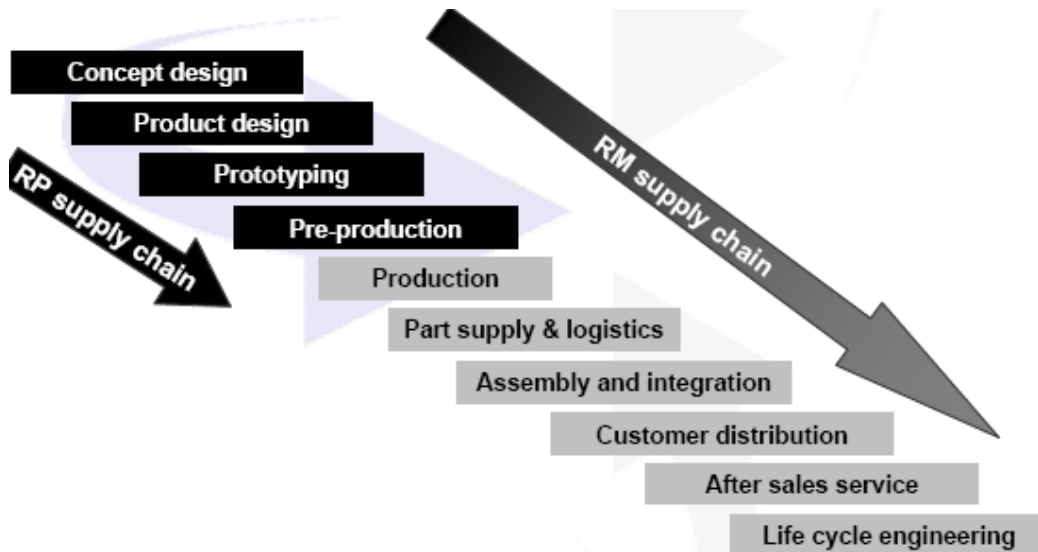 Concept design
Product design
Prototyping
Pre-production
Production
Part supply & logistics
Assembly and integration
Customer distribution
After sales service
Life cycle engineering
RP supply chain
RM supply chain